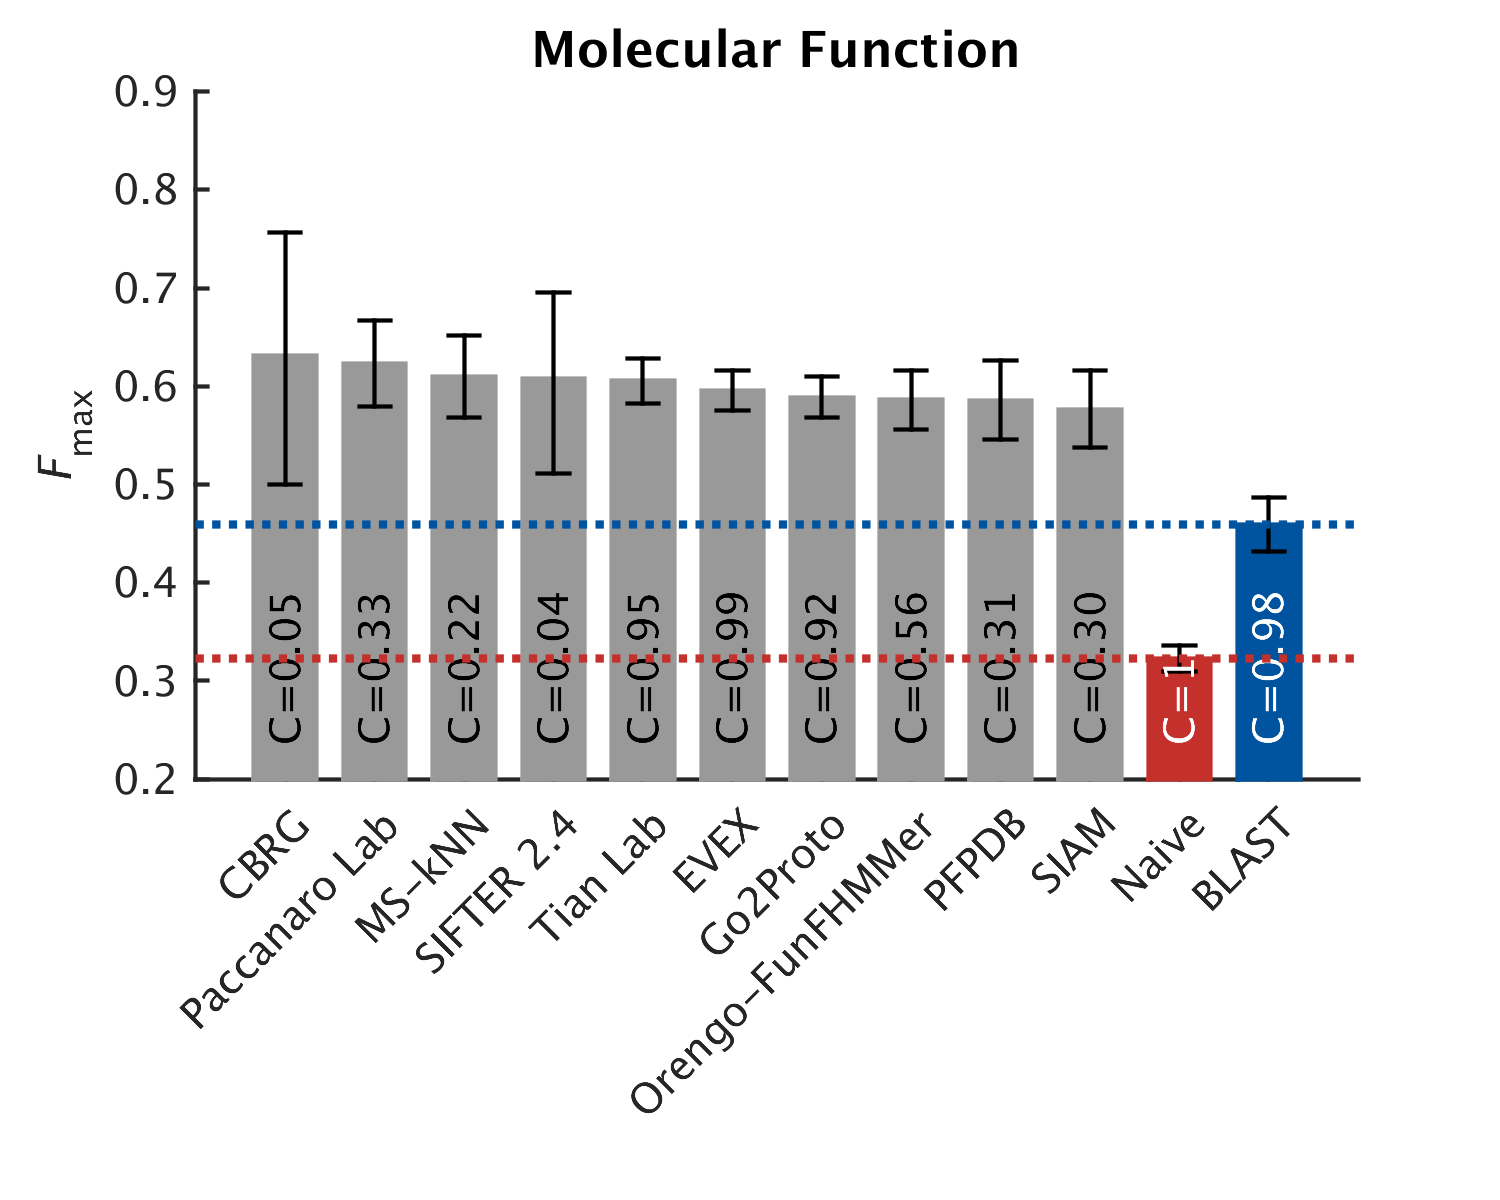 Molecular Function
0.9
0.8
0.7
0.6
0.5
0.4
0.3
0.2
Fmax
C=0.05
C=0.33
C=0.22
C=0.04
C=0.95
C=0.99
C=0.92
C=0.56
C=0.31
C=0.30
C=1
C=0.98
CBRG
Paccanaro Lab
MS-kNN
SIFTER 2.4
Tian Lab
EVEX
Go2Proto
Orengo-FunFHMMer
PFPDB
SIAM
Naive
BLAST